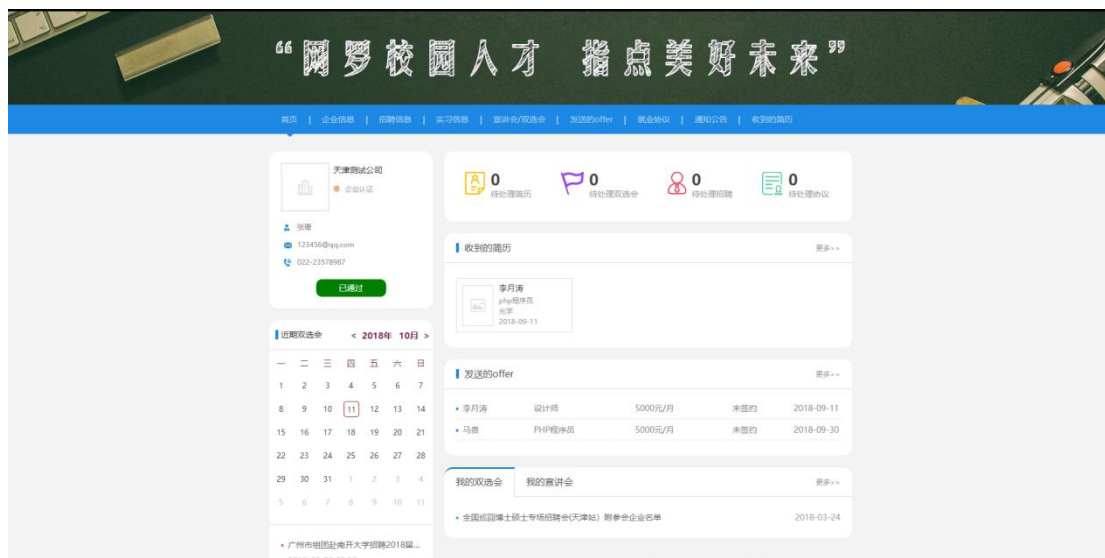 “网罗校园人才 指点美好未来”
首页 | 企业信息 | 招聘信息 | 实习信息 | 宣讲会/双选会 | 发送的offer | 就业协议 | 通知公告 | 收到的简历
天津测试公司
企业认证
张珊
123456@qq.com
022-23578987
已通过
0
待处理简历
0
待处理双选会
0
待处理招聘
0
待处理协议
收到的简历 更多>>
李月涛
php程序员
光学
2018-09-11
近期双选会 < 2018年 10月 >
一 二 三 四 五 六 日
1 2 3 4 5 6 7
8 9 10 11 12 13 14
15 16 17 18 19 20 21
22 23 24 25 26 27 28
29 30 31 1 2 3 4
5 6 7 8 9 10 11
广州市组团赴南开大学招聘2018届...
发送的offer 更多>>
李月涛 设计师 5000元/月 未签约 2018-09-11
马贵 PHP程序员 5000元/月 未签约 2018-09-30
我的双选会 我的宣讲会 更多>>
全国巡回博士硕士专场招聘会(天津站)附参会企业名单 2018-03-24